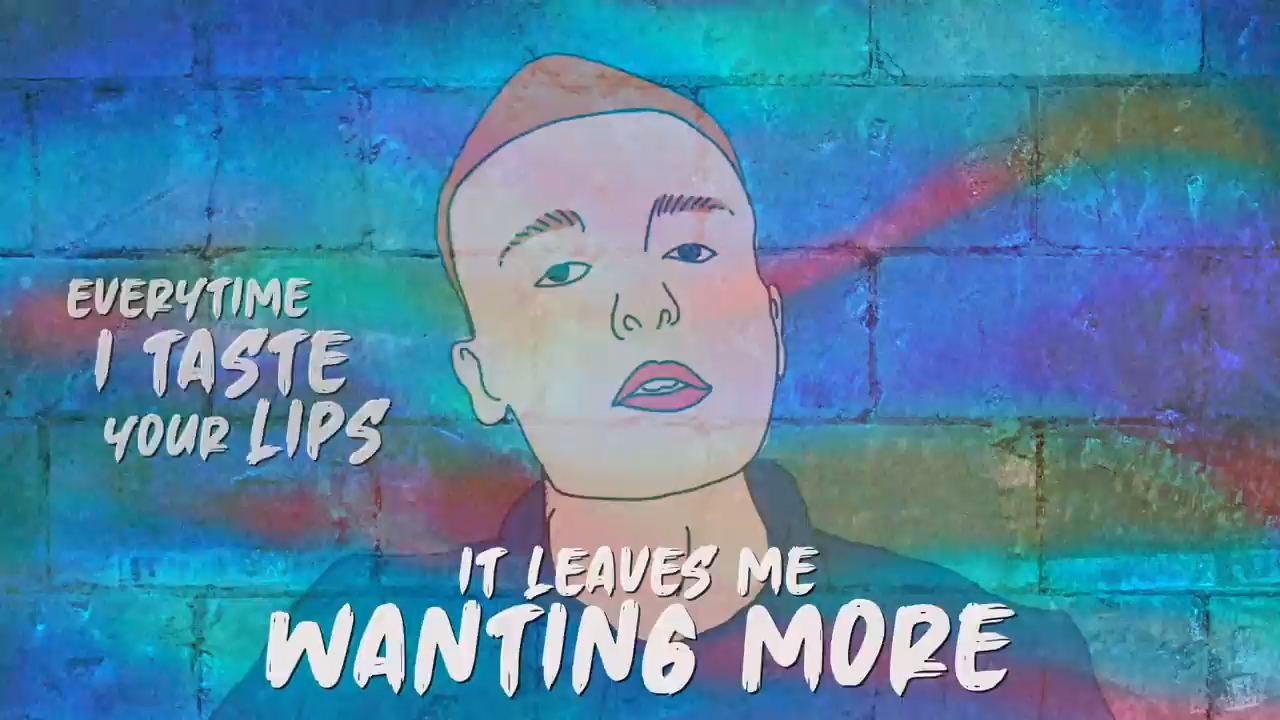 EVERYTIME
I TASTE
YOUR LIPS
IT LEAVES ME
WANTING MORE